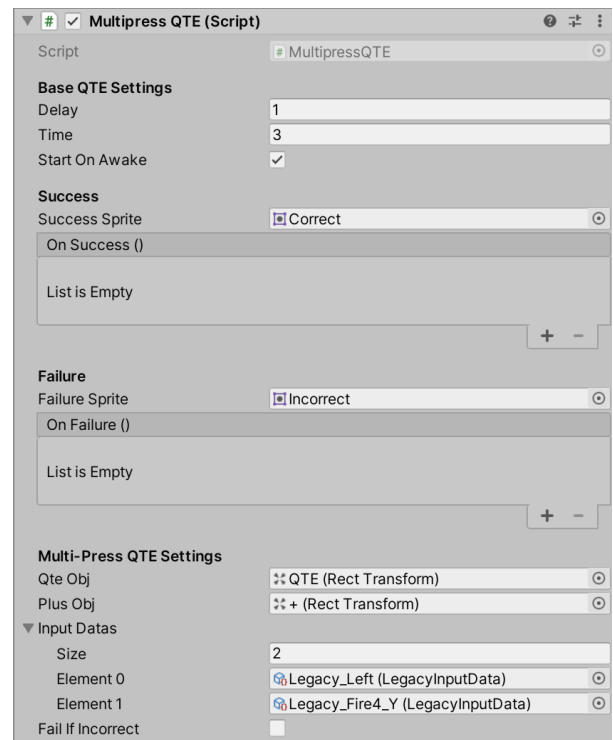 # Multipress QTE (Script)
Script # MultipressQTE
Base QTE Settings
Delay 1
Time 3
Start On Awake
Success
Success Sprite Correct
On Success ()
List is Empty
+ −
Failure
Failure Sprite Incorrect
On Failure ()
List is Empty
+ −
Multi-Press QTE Settings
Qte Obj QTE (Rect Transform)
Plus Obj + (Rect Transform)
Input Datas
Size 2
Element 0 Legacy_Left (LegacyInputData)
Element 1 Legacy_Fire4_Y (LegacyInputData)
Fail If Incorrect